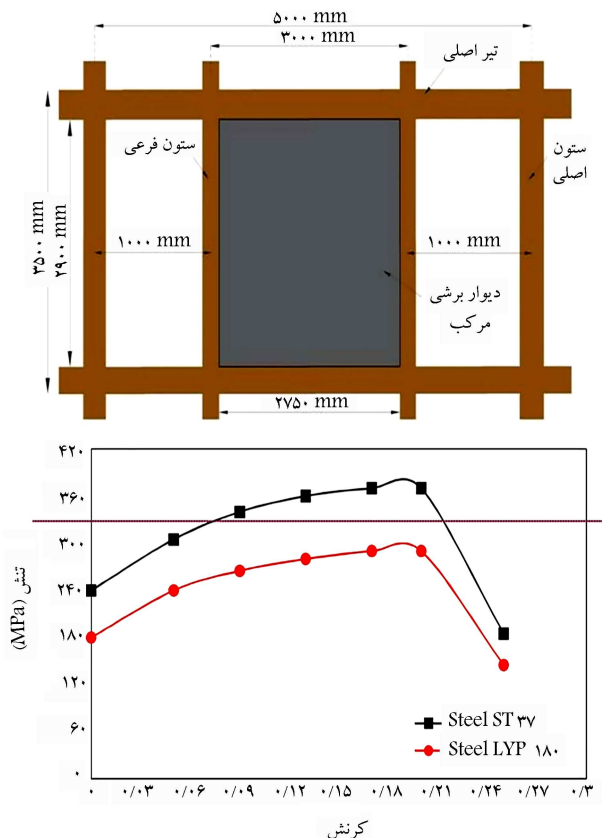 ۵۰۰۰ mm
۳۰۰۰ mm
تیر اصلی
ستون فرعی
ستون
اصلی
۳۵۰۰ mm
۲۹۰۰ mm
۱۰۰۰ mm
۱۰۰۰ mm
دیوار برشی
مرکب
۲۷۵۰ mm
تنش (MPa)
۴۲۰
۳۶۰
۳۰۰
۲۴۰
۱۸۰
۱۲۰
۶۰
۰
Steel ST ۳۷
Steel LYP ۱۸۰
۰ ۰/۰۳ ۰/۰۶ ۰/۰۹ ۰/۱۲ ۰/۱۵ ۰/۱۸ ۰/۲۱ ۰/۲۴ ۰/۲۷ ۰/۳
کرنش